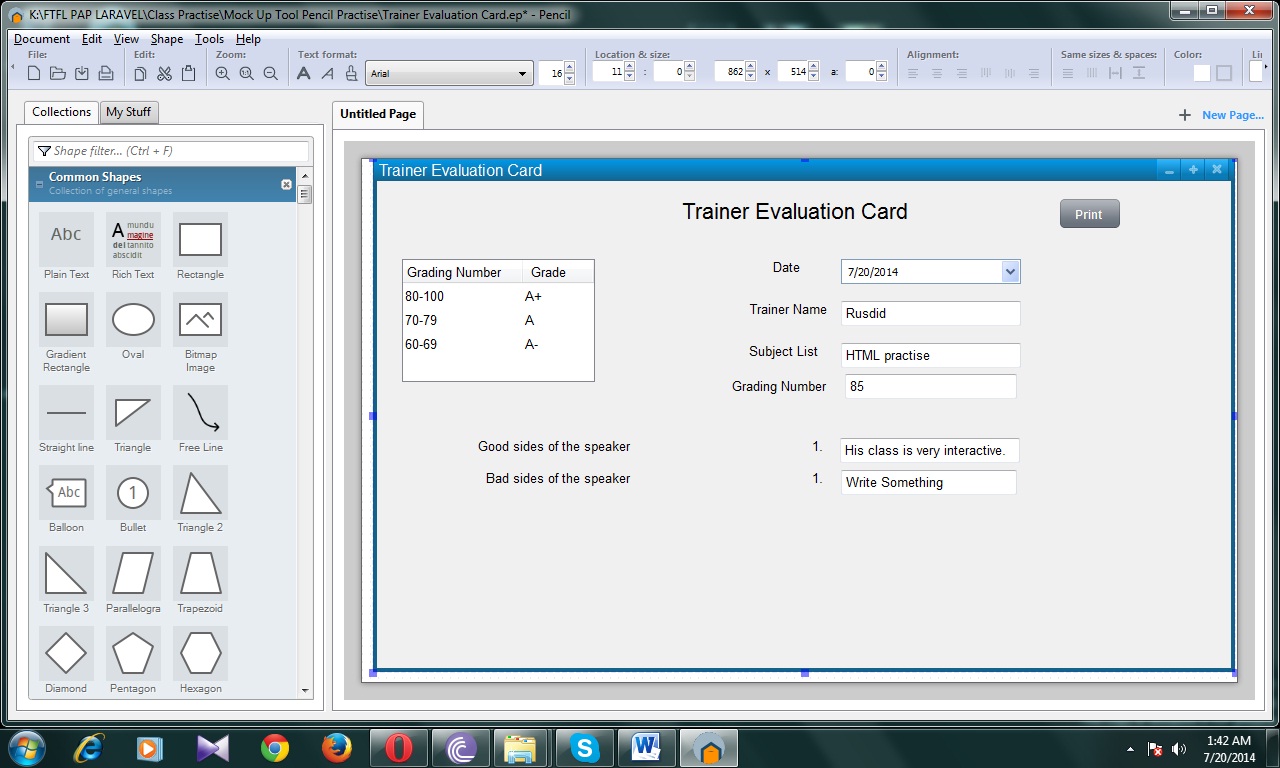 K:\FTFL PAP LARAVEL\Class Practise\Mock Up Tool Pencil Practise\Trainer Evaluation Card.ep* - Pencil
Document Edit View Shape Tools Help
File: Edit: Zoom: Text format: Location & size: Alignment: Same sizes & spaces: Color: Li
Arial 16 11 : 0 862 x 514 a: 0
Collections My Stuff
Untitled Page
New Page...
Shape filter... (Ctrl + F)
Common Shapes
Collection of general shapes
Abc
A mundu
magine
del tannito
abscidit
Plain Text Rich Text Rectangle
Gradient Rectangle Oval Bitmap Image
Straight line Triangle Free Line
Abc 1
Balloon Bullet Triangle 2
Triangle 3 Parallelogra Trapezoid
Diamond Pentagon Hexagon
Trainer Evaluation Card
Trainer Evaluation Card
Print
Grading Number Grade
80-100 A+
70-79 A
60-69 A-
Date 7/20/2014
Trainer Name Rusdid
Subject List HTML practise
Grading Number 85
Good sides of the speaker 1. His class is very interactive.
Bad sides of the speaker 1. Write Something
1:42 AM
7/20/2014